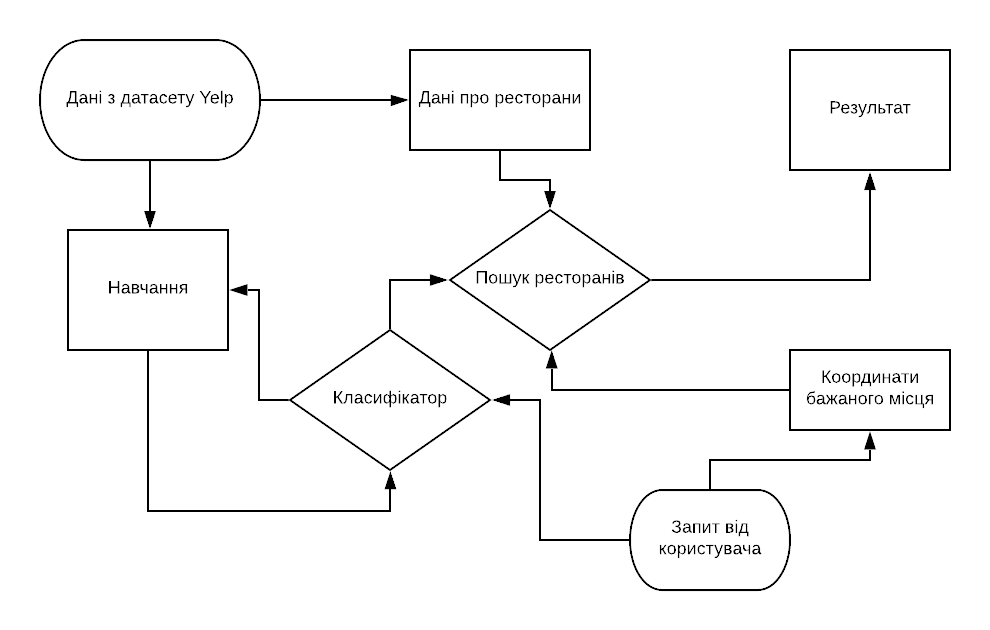 Дані з датасету Yelp
Дані про ресторани
Результат
Навчання
Пошук ресторанів
Класифікатор
Координати
бажаного місця
Запит від
користувача